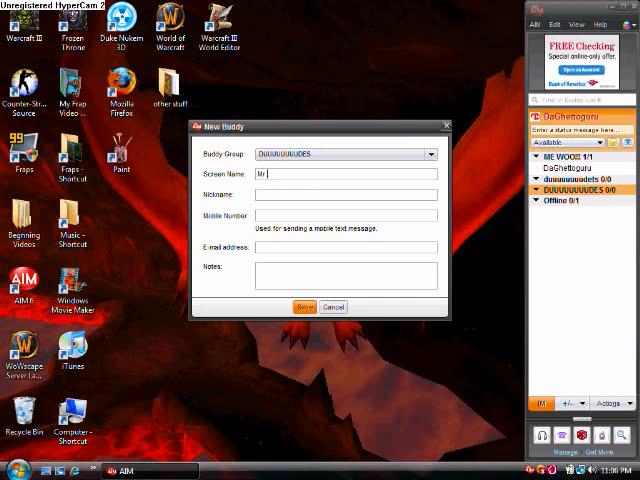 Unregistered HyperCam 2
Warcraft III
Frozen
Throne
Duke Nukem
3D
World of
Warcraft
Warcraft III
World Editor
Counter-Str...
Source
My Frap
Video ...
Mozilla
Firefox
other stuff
99
Fraps
Fraps -
Shortcut
Paint
Beginning
Videos
Music -
Shortcut
AIM 6
Windows
Movie Maker
WoWscape
Server La...
iTunes
Recycle Bin
Computer -
Shortcut
AIM New Buddy
Buddy Group: DUUUUUUUUDES
Screen Name: Mr
Nickname:
Mobile Number:
Used for sending a mobile text message.
E-mail address:
Notes:
Save Cancel
AIM
AIM Edit View Help
FREE Checking
Special online-only offer.
Open an Account
Bank of America
Find in Buddy List
DaGhettoguru
Enter a status message here...
Available
ME WOO!!! 1/1
DaGhettoguru
duuuuuuudets 0/0
DUUUUUUUUDES 0/0
Offline 0/1
IM +/- Actions
Manage Get More
AIM
11:06 PM